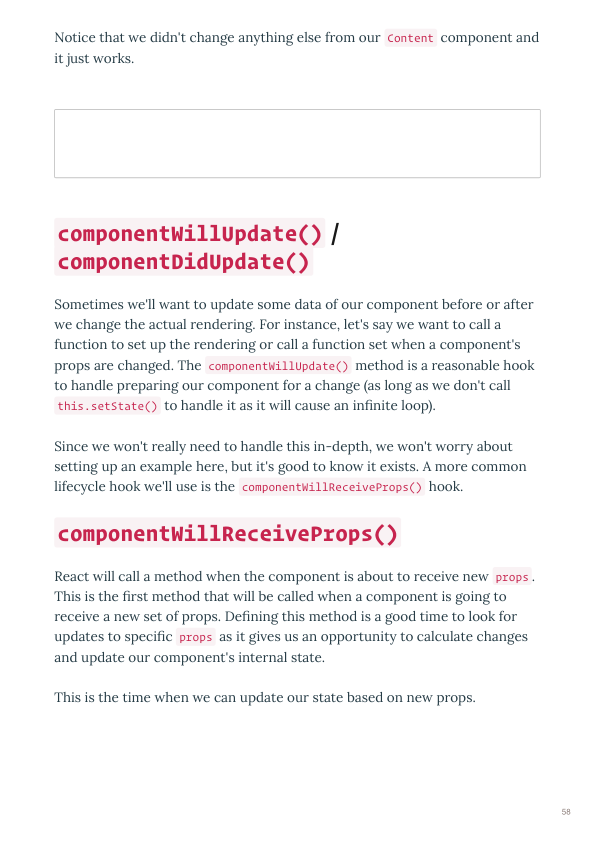 Notice that we didn't change anything else from our Content component and
it just works.
componentWillUpdate() /
componentDidUpdate()
Sometimes we'll want to update some data of our component before or after
we change the actual rendering. For instance, let's say we want to call a
function to set up the rendering or call a function set when a component's
props are changed. The componentWillUpdate() method is a reasonable hook
to handle preparing our component for a change (as long as we don't call
this.setState() to handle it as it will cause an infinite loop).
Since we won't really need to handle this in-depth, we won't worry about
setting up an example here, but it's good to know it exists. A more common
lifecycle hook we'll use is the componentWillReceiveProps() hook.
componentWillReceiveProps()
React will call a method when the component is about to receive new props.
This is the first method that will be called when a component is going to
receive a new set of props. Defining this method is a good time to look for
updates to specific props as it gives us an opportunity to calculate changes
and update our component's internal state.
This is the time when we can update our state based on new props.
58